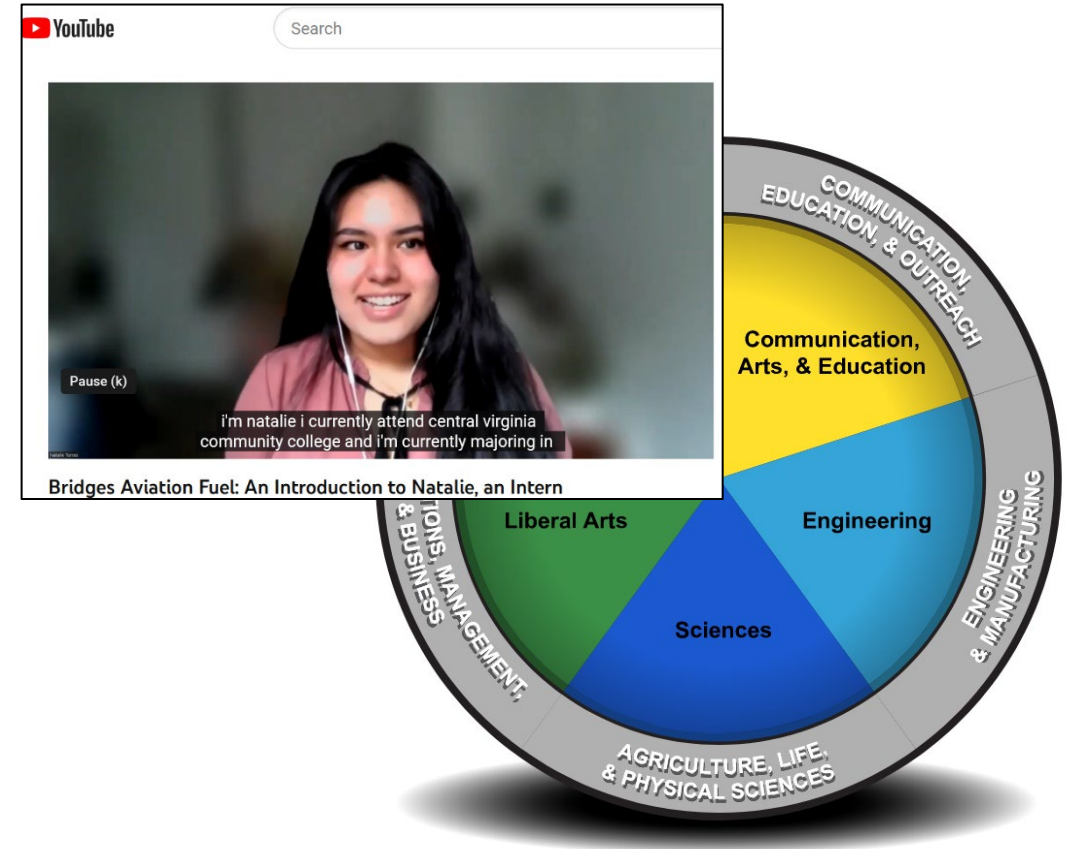 YouTube
Search
Pause (k)
i'm natalie i currently attend central virginia
community college and i'm currently majoring in
Natalie Torres
Bridges Aviation Fuel: An Introduction to Natalie, an Intern
COMMUNICATION,
EDUCATION, & OUTREACH
Communication,
Arts, & Education
Engineering
ENGINEERING
& MANUFACTURING
Sciences
AGRICULTURE, LIFE,
& PHYSICAL SCIENCES
Liberal Arts
MANAGEMENT,
& BUSINESS